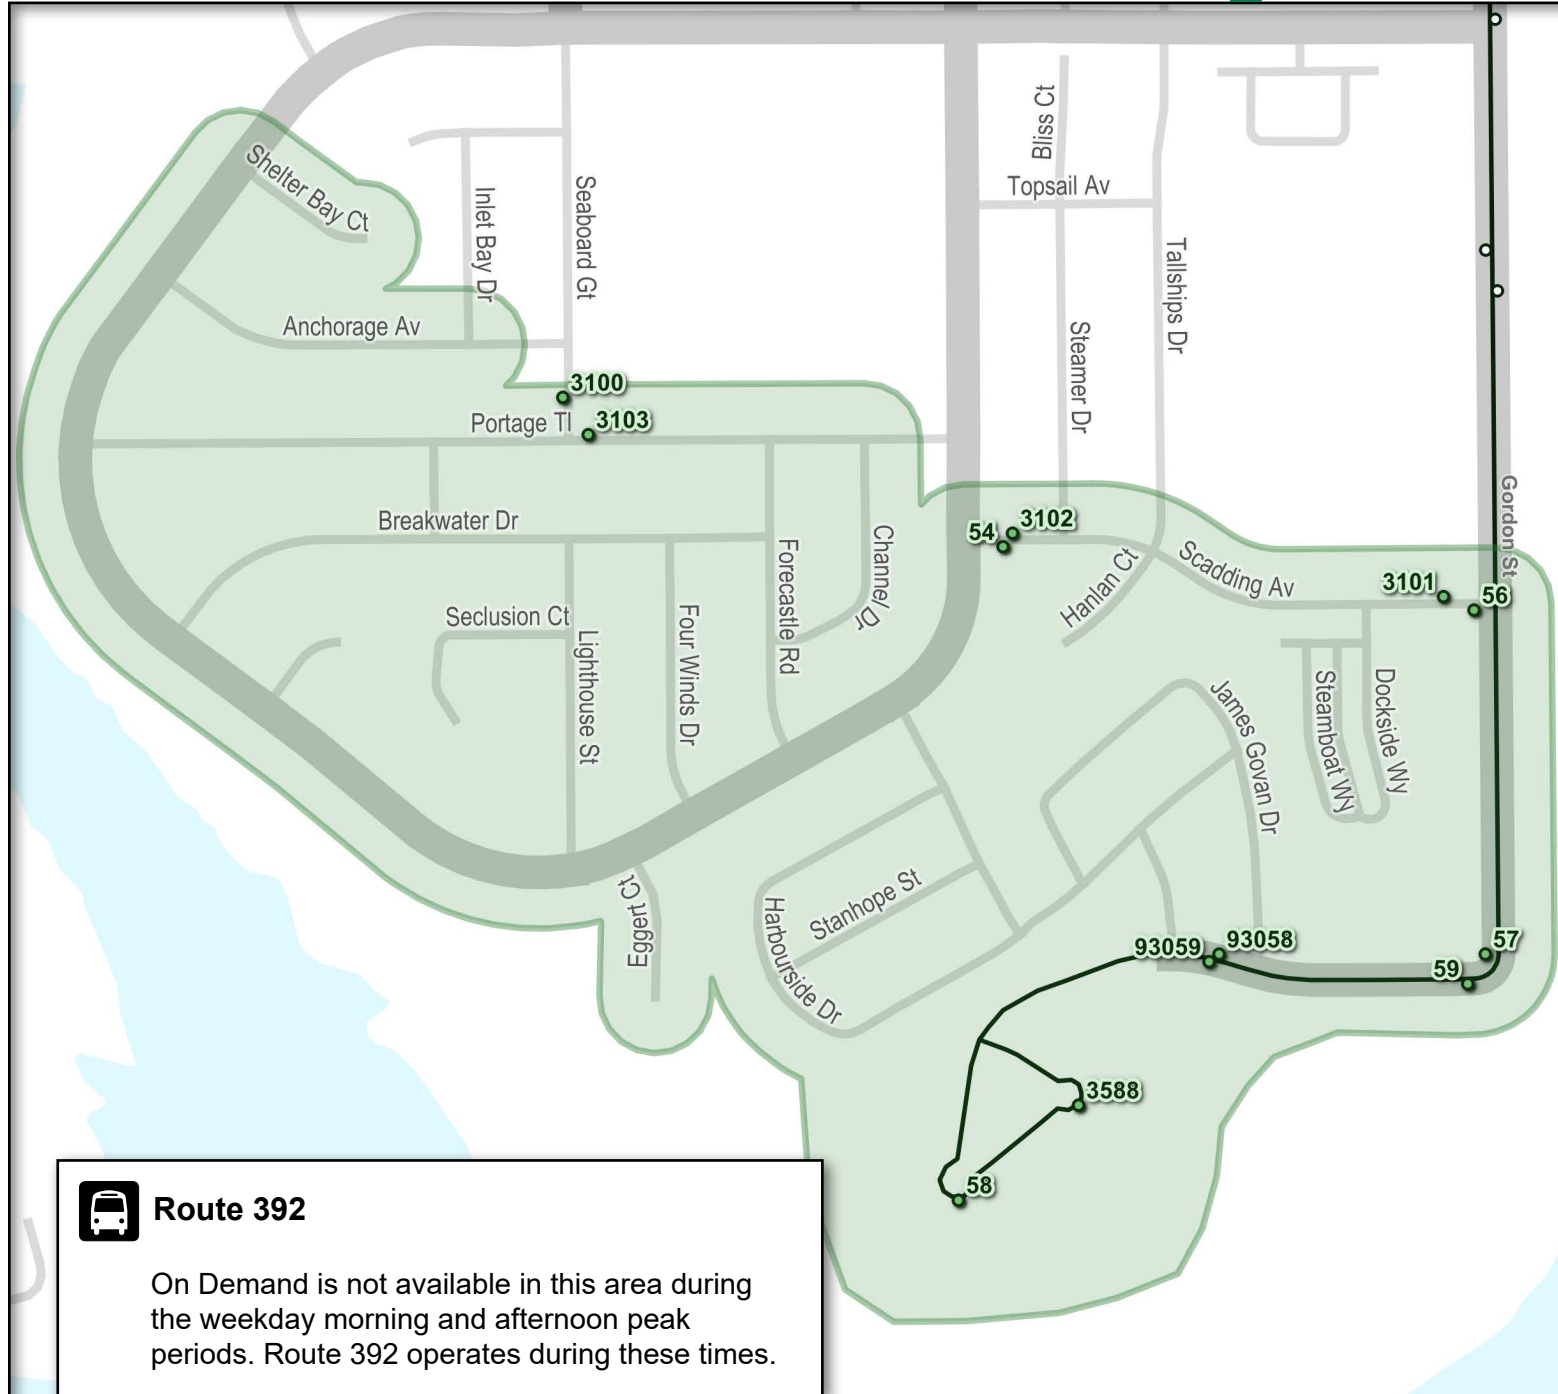 Bliss Ct
Shelter Bay Ct
Topsail Av
Inlet Bay Dr
Seaboard Gt
Tallships Dr
Anchorage Av
Steamer Dr
3100
Portage Tl
3103
Gordon St
Breakwater Dr
54
3102
Channel Dr
Forecastle Rd
Hanlan Ct
Scadding Av
3101
56
Seclusion Ct
Lighthouse St
Four Winds Dr
James Govan Dr
Steamboat Wy
Dockside Wy
Eggert Ct
Stanhope St
Harbourside Dr
93059
93058
57
59
3588
58
Route 392
On Demand is not available in this area during
the weekday morning and afternoon peak
periods. Route 392 operates during these times.